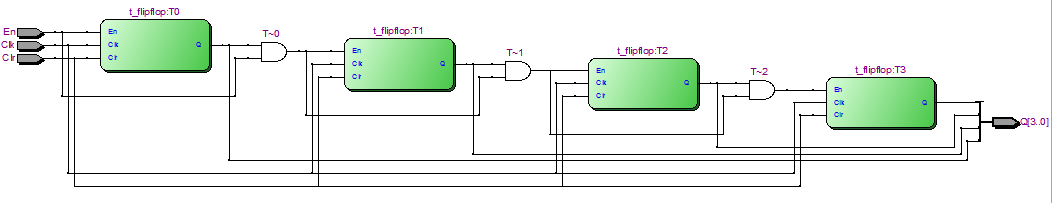 t_flipflop:T0
En
Clk
Clr
En
Clk
Clr
Q
T~0
t_flipflop:T1
En
Clk
Clr
Q
T~1
t_flipflop:T2
En
Clk
Clr
Q
T~2
t_flipflop:T3
En
Clk
Clr
Q
Q[3..0]